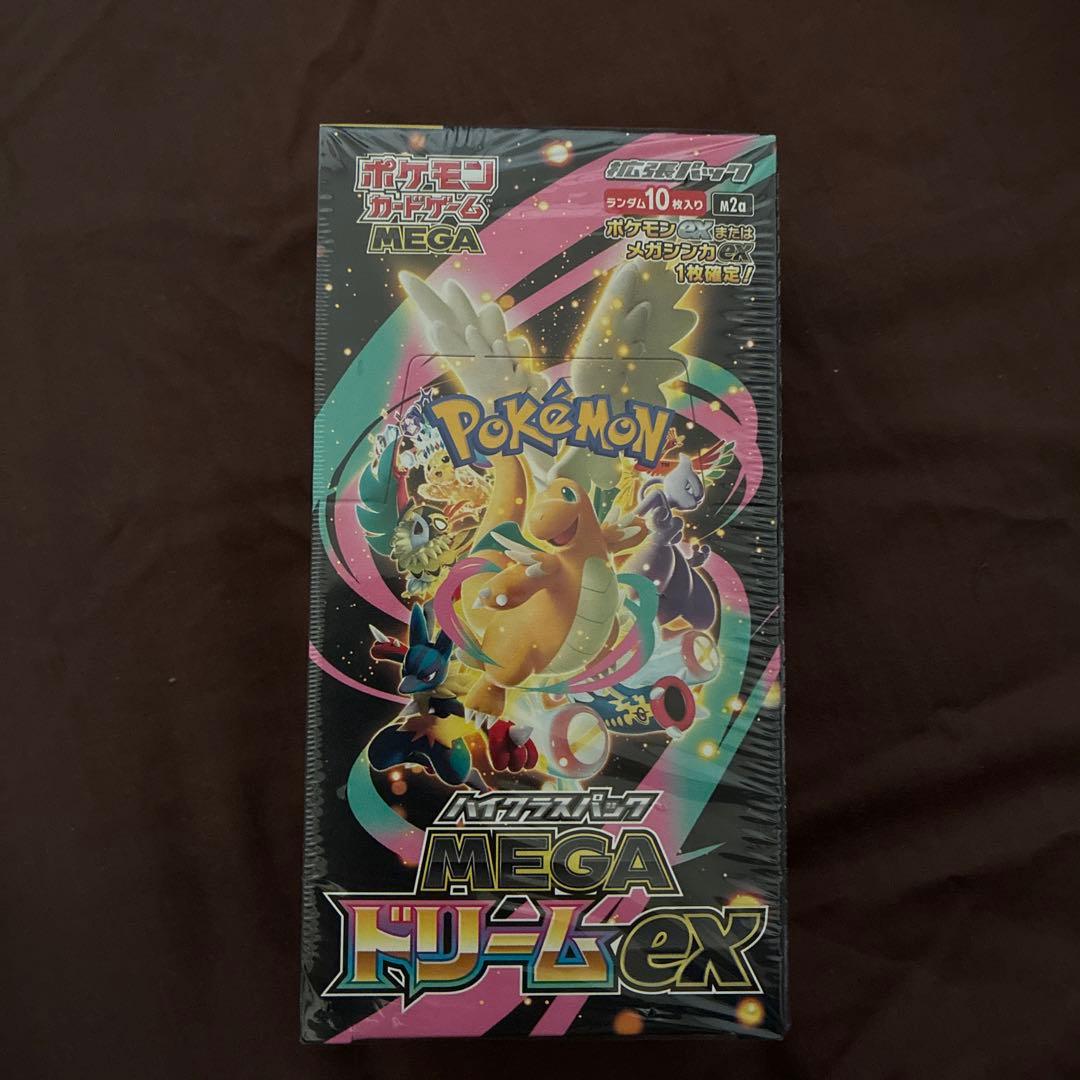 ポケモン
カードゲーム™
MEGA
拡張パック
ランダム10枚入り M2a
ポケモンexまたは
メガシンカex
1枚確定!
POKÉMON™
ハイクラスパック
MEGA
ドリームex